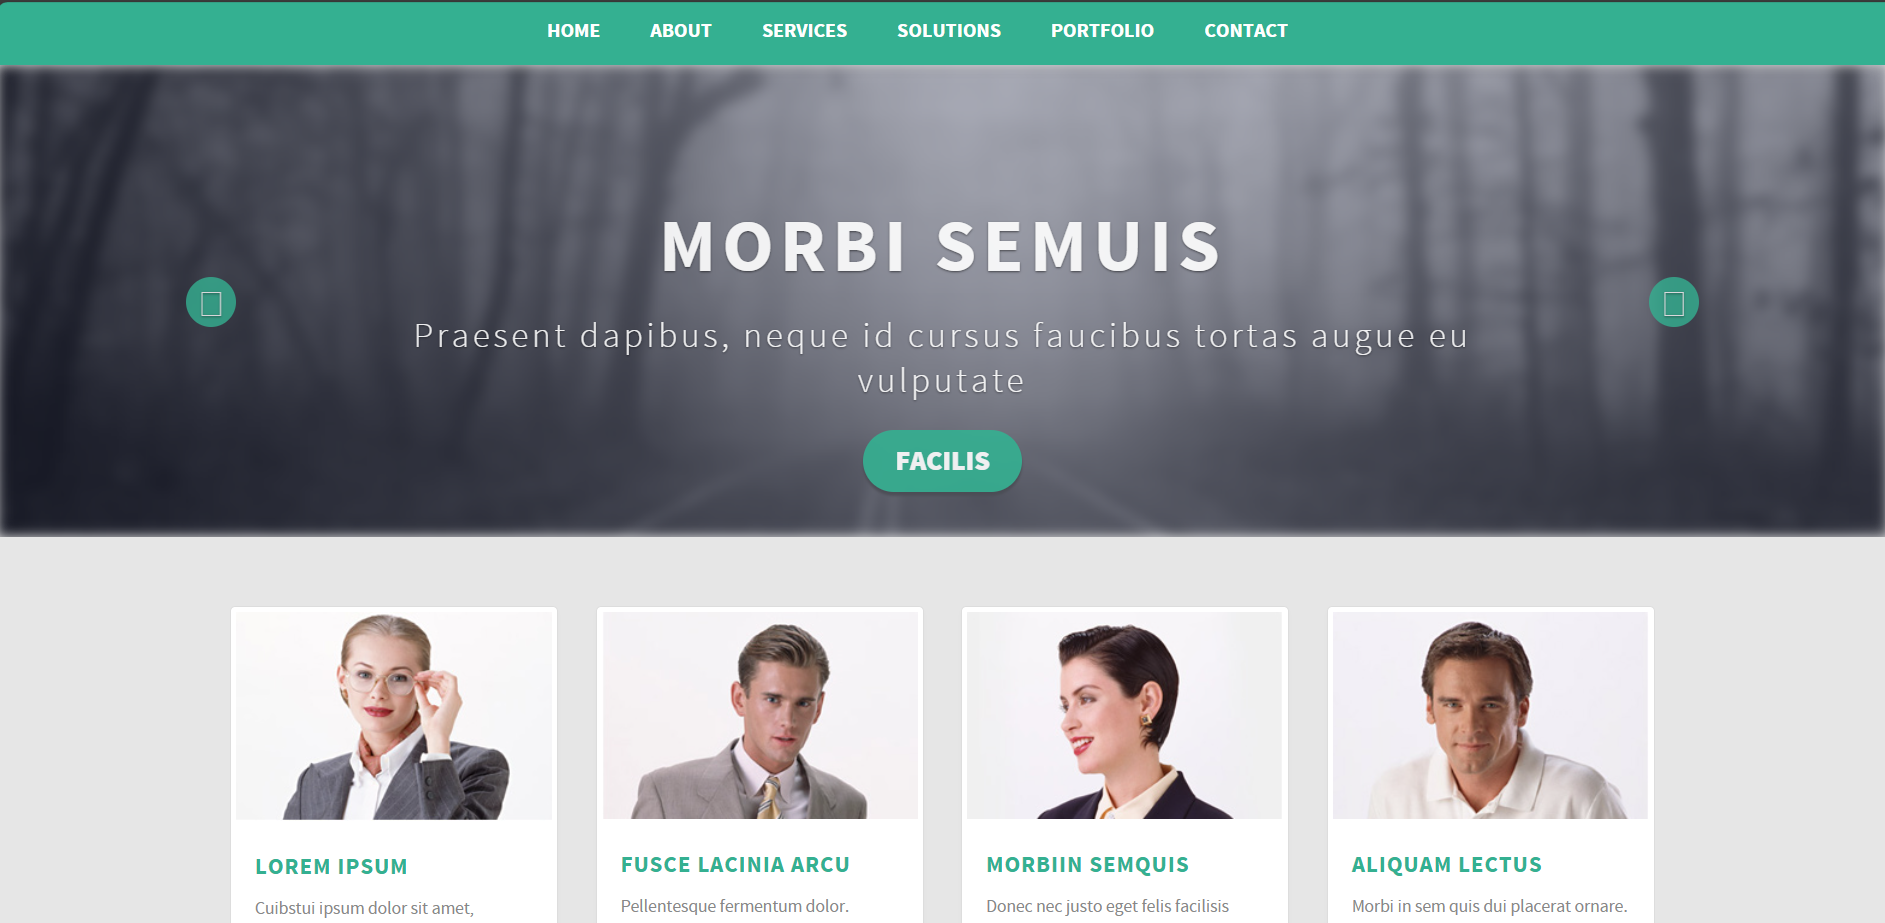 HOME ABOUT SERVICES SOLUTIONS PORTFOLIO CONTACT
MORBI SEMUIS
Praesent dapibus, neque id cursus faucibus tortas augue eu
vulputate
FACILIS
LOREM IPSUM
Cuibstui ipsum dolor sit amet,
FUSCE LACINIA ARCU
Pellentesque fermentum dolor.
MORBIIN SEMQUIS
Donec nec justo eget felis facilisis
ALIQUAM LECTUS
Morbi in sem quis dui placerat ornare.